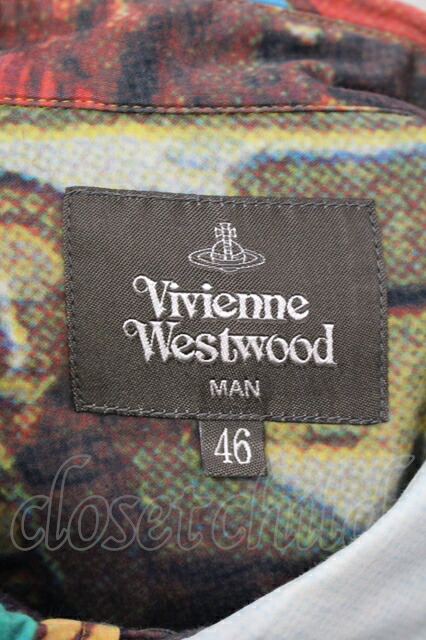 Vivienne
Westwood
MAN
46
closet child